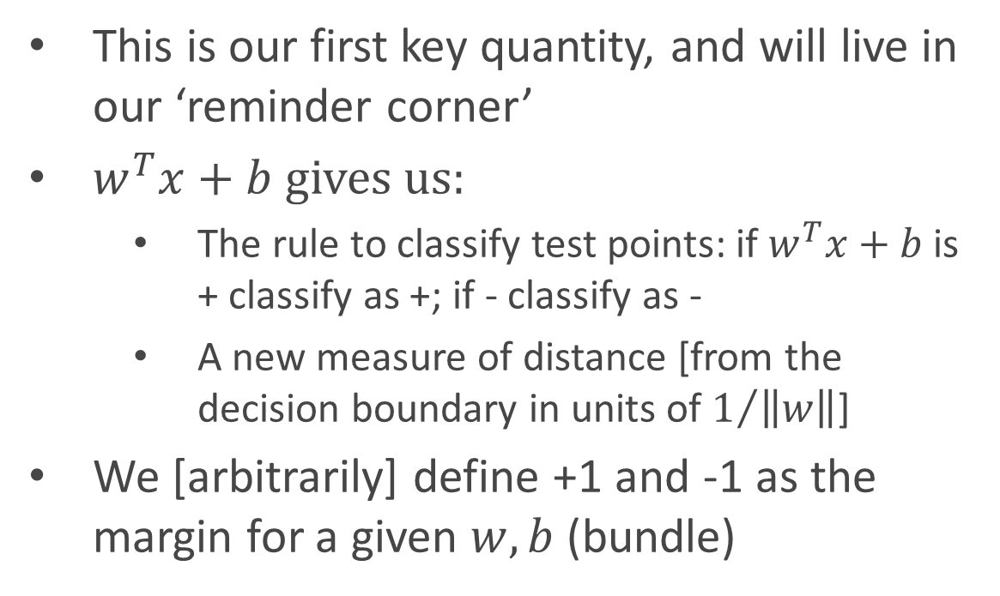 • This is our first key quantity, and will live in
our ‘reminder corner’
• 𝑤ᵀ𝑥 + 𝑏 gives us:
• The rule to classify test points: if 𝑤ᵀ𝑥 + 𝑏 is
+ classify as +; if - classify as -
• A new measure of distance [from the
decision boundary in units of 1/‖𝑤‖]
• We [arbitrarily] define +1 and -1 as the
margin for a given 𝑤, 𝑏 (bundle)